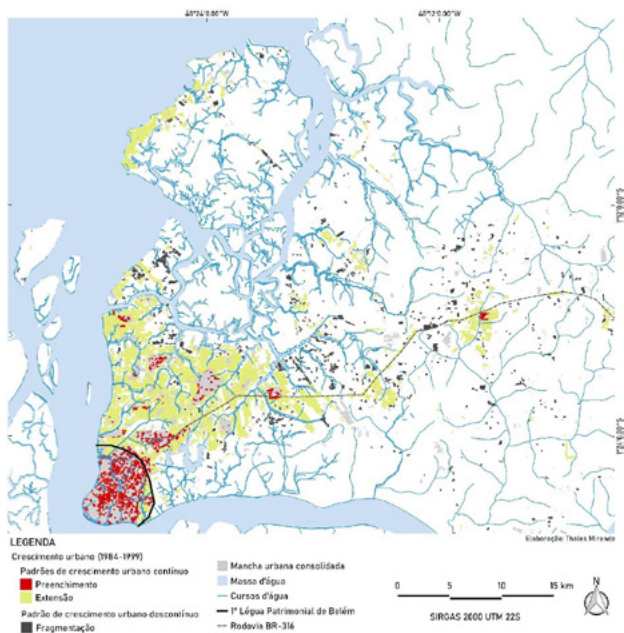 48°24'0.00"W
48°12'0.00"W
1°12'0.00"S
1°24'0.00"S
Elaboração: Thales Miranda
LEGENDA
Crescimento urbano (1984-1999)
Padrões de crescimento urbano contínuo
Preenchimento
Extensão
Padrão de crescimento urbano descontínuo
Fragmentação
Mancha urbana consolidada
Massa d'água
Cursos d'água
1ª Légua Patrimonial de Belém
Rodovia BR-316
0 5 10 15 km
SIRGAS 2000 UTM 22S
N